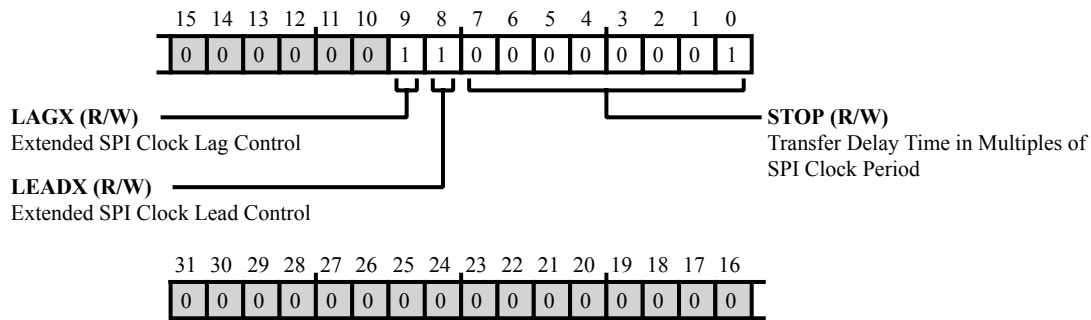 15 14 13 12 11 10 9 8 7 6 5 4 3 2 1 0
0 0 0 0 0 0 1 1 0 0 0 0 0 0 0 1
LAGX (R/W)
Extended SPI Clock Lag Control
LEADX (R/W)
Extended SPI Clock Lead Control
STOP (R/W)
Transfer Delay Time in Multiples of
SPI Clock Period
31 30 29 28 27 26 25 24 23 22 21 20 19 18 17 16
0 0 0 0 0 0 0 0 0 0 0 0 0 0 0 0